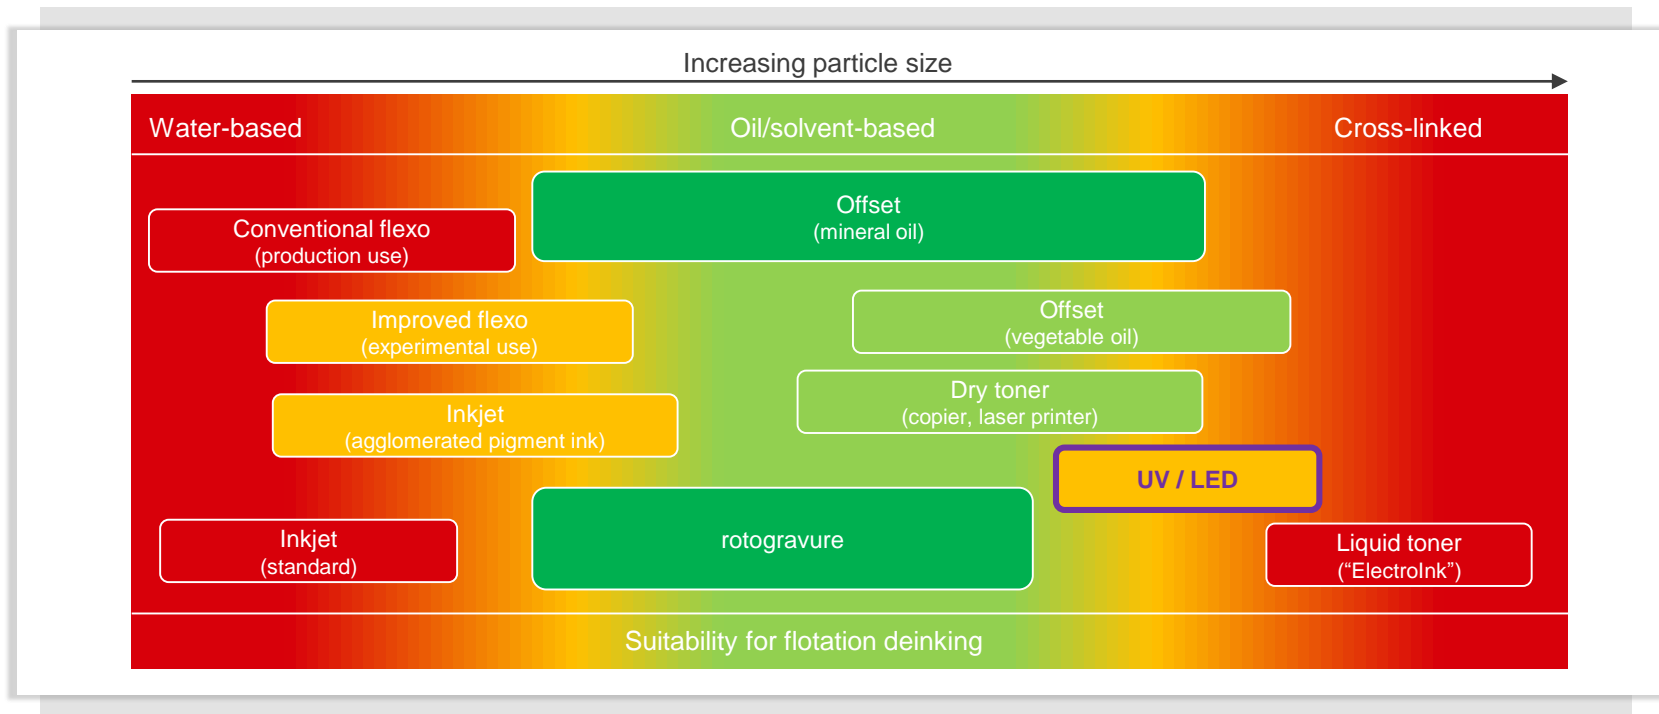 Increasing particle size
Water-based
Oil/solvent-based
Cross-linked
Offset
(mineral oil)
Conventional flexo
(production use)
Improved flexo
(experimental use)
Offset
(vegetable oil)
Dry toner
(copier, laser printer)
Inkjet
(agglomerated pigment ink)
UV / LED
Inkjet
(standard)
rotogravure
Liquid toner
(“ElectroInk”)
Suitability for flotation deinking